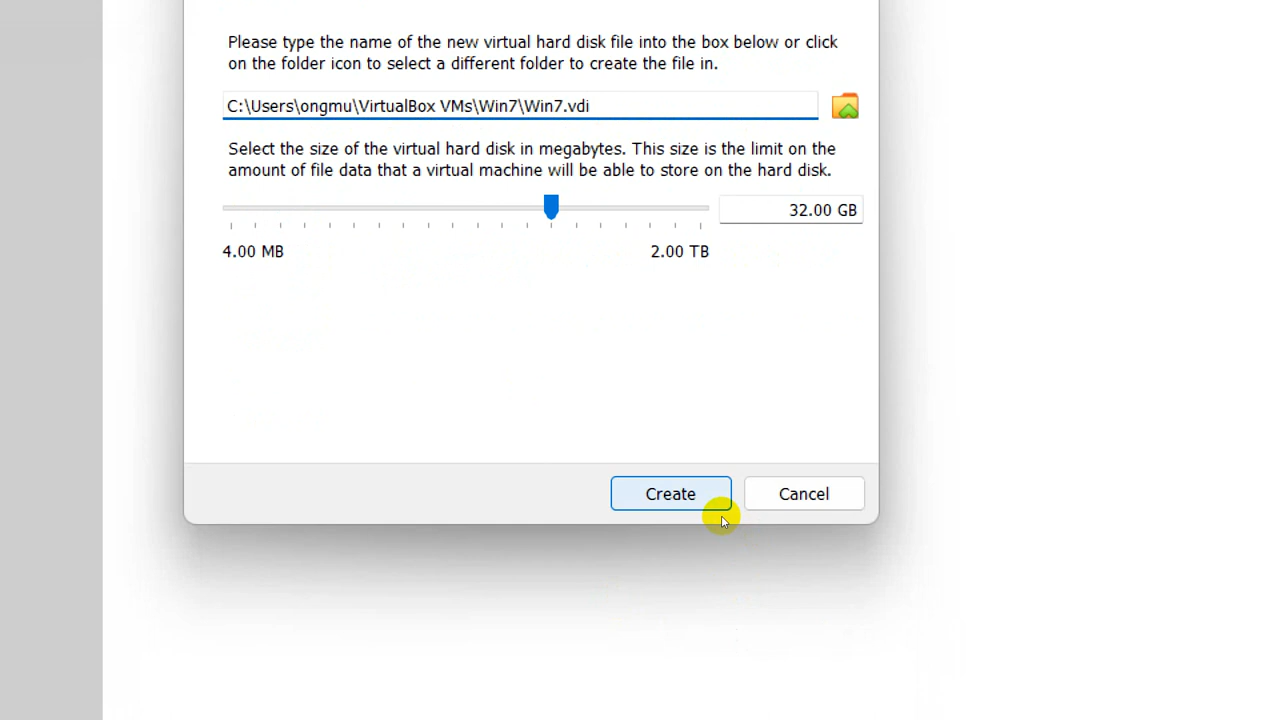 Please type the name of the new virtual hard disk file into the box below or click
on the folder icon to select a different folder to create the file in.
C:\Users\ongmu\VirtualBox VMs\Win7\Win7.vdi
Select the size of the virtual hard disk in megabytes. This size is the limit on the
amount of file data that a virtual machine will be able to store on the hard disk.
32.00 GB
4.00 MB
2.00 TB
Create
Cancel